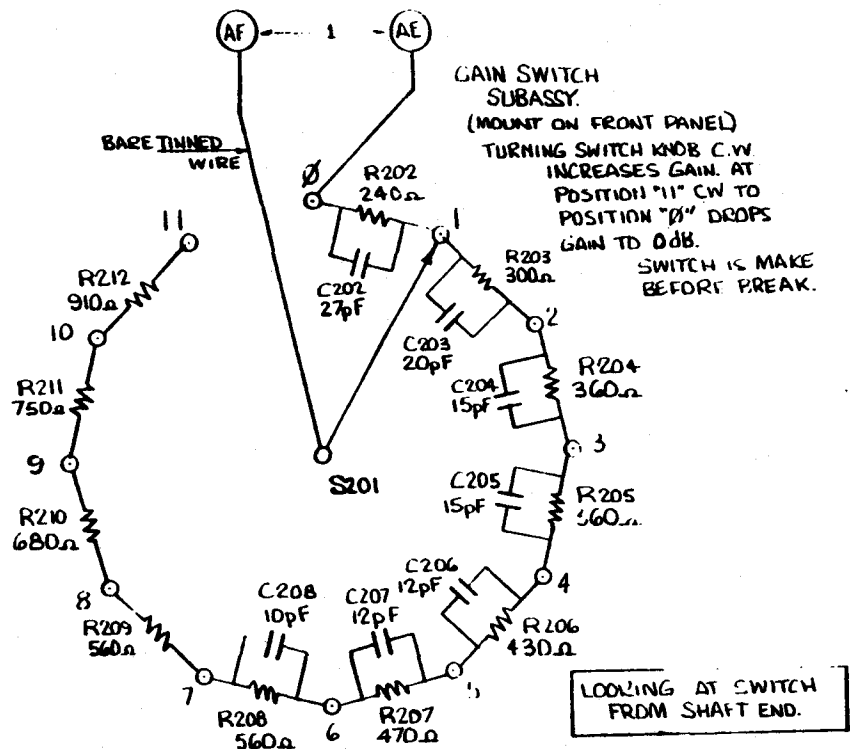 AF
1
AE
GAIN SWITCH
SUBASSY.
(MOUNT ON FRONT PANEL)
TURNING SWITCH KNOB C.W.
INCREASES GAIN. AT
POSITION "11" CW TO
POSITION "Ø" DROPS
GAIN TO 0dB.
SWITCH IS MAKE
BEFORE BREAK.
BARE TINNED
WIRE
Ø
R202
240Ω
C202
27pF
1
R203
300Ω
C203
20pF
2
R204
360Ω
C204
15pF
3
C205
15pF
R205
4
C206
12pF
R206
430Ω
5
C207
12pF
R207
470Ω
6
C208
10pF
R208
560Ω
7
R209
560Ω
8
R210
680Ω
9
R211
750Ω
10
R212
910Ω
11
S201
LOOKING AT SWITCH
FROM SHAFT END.